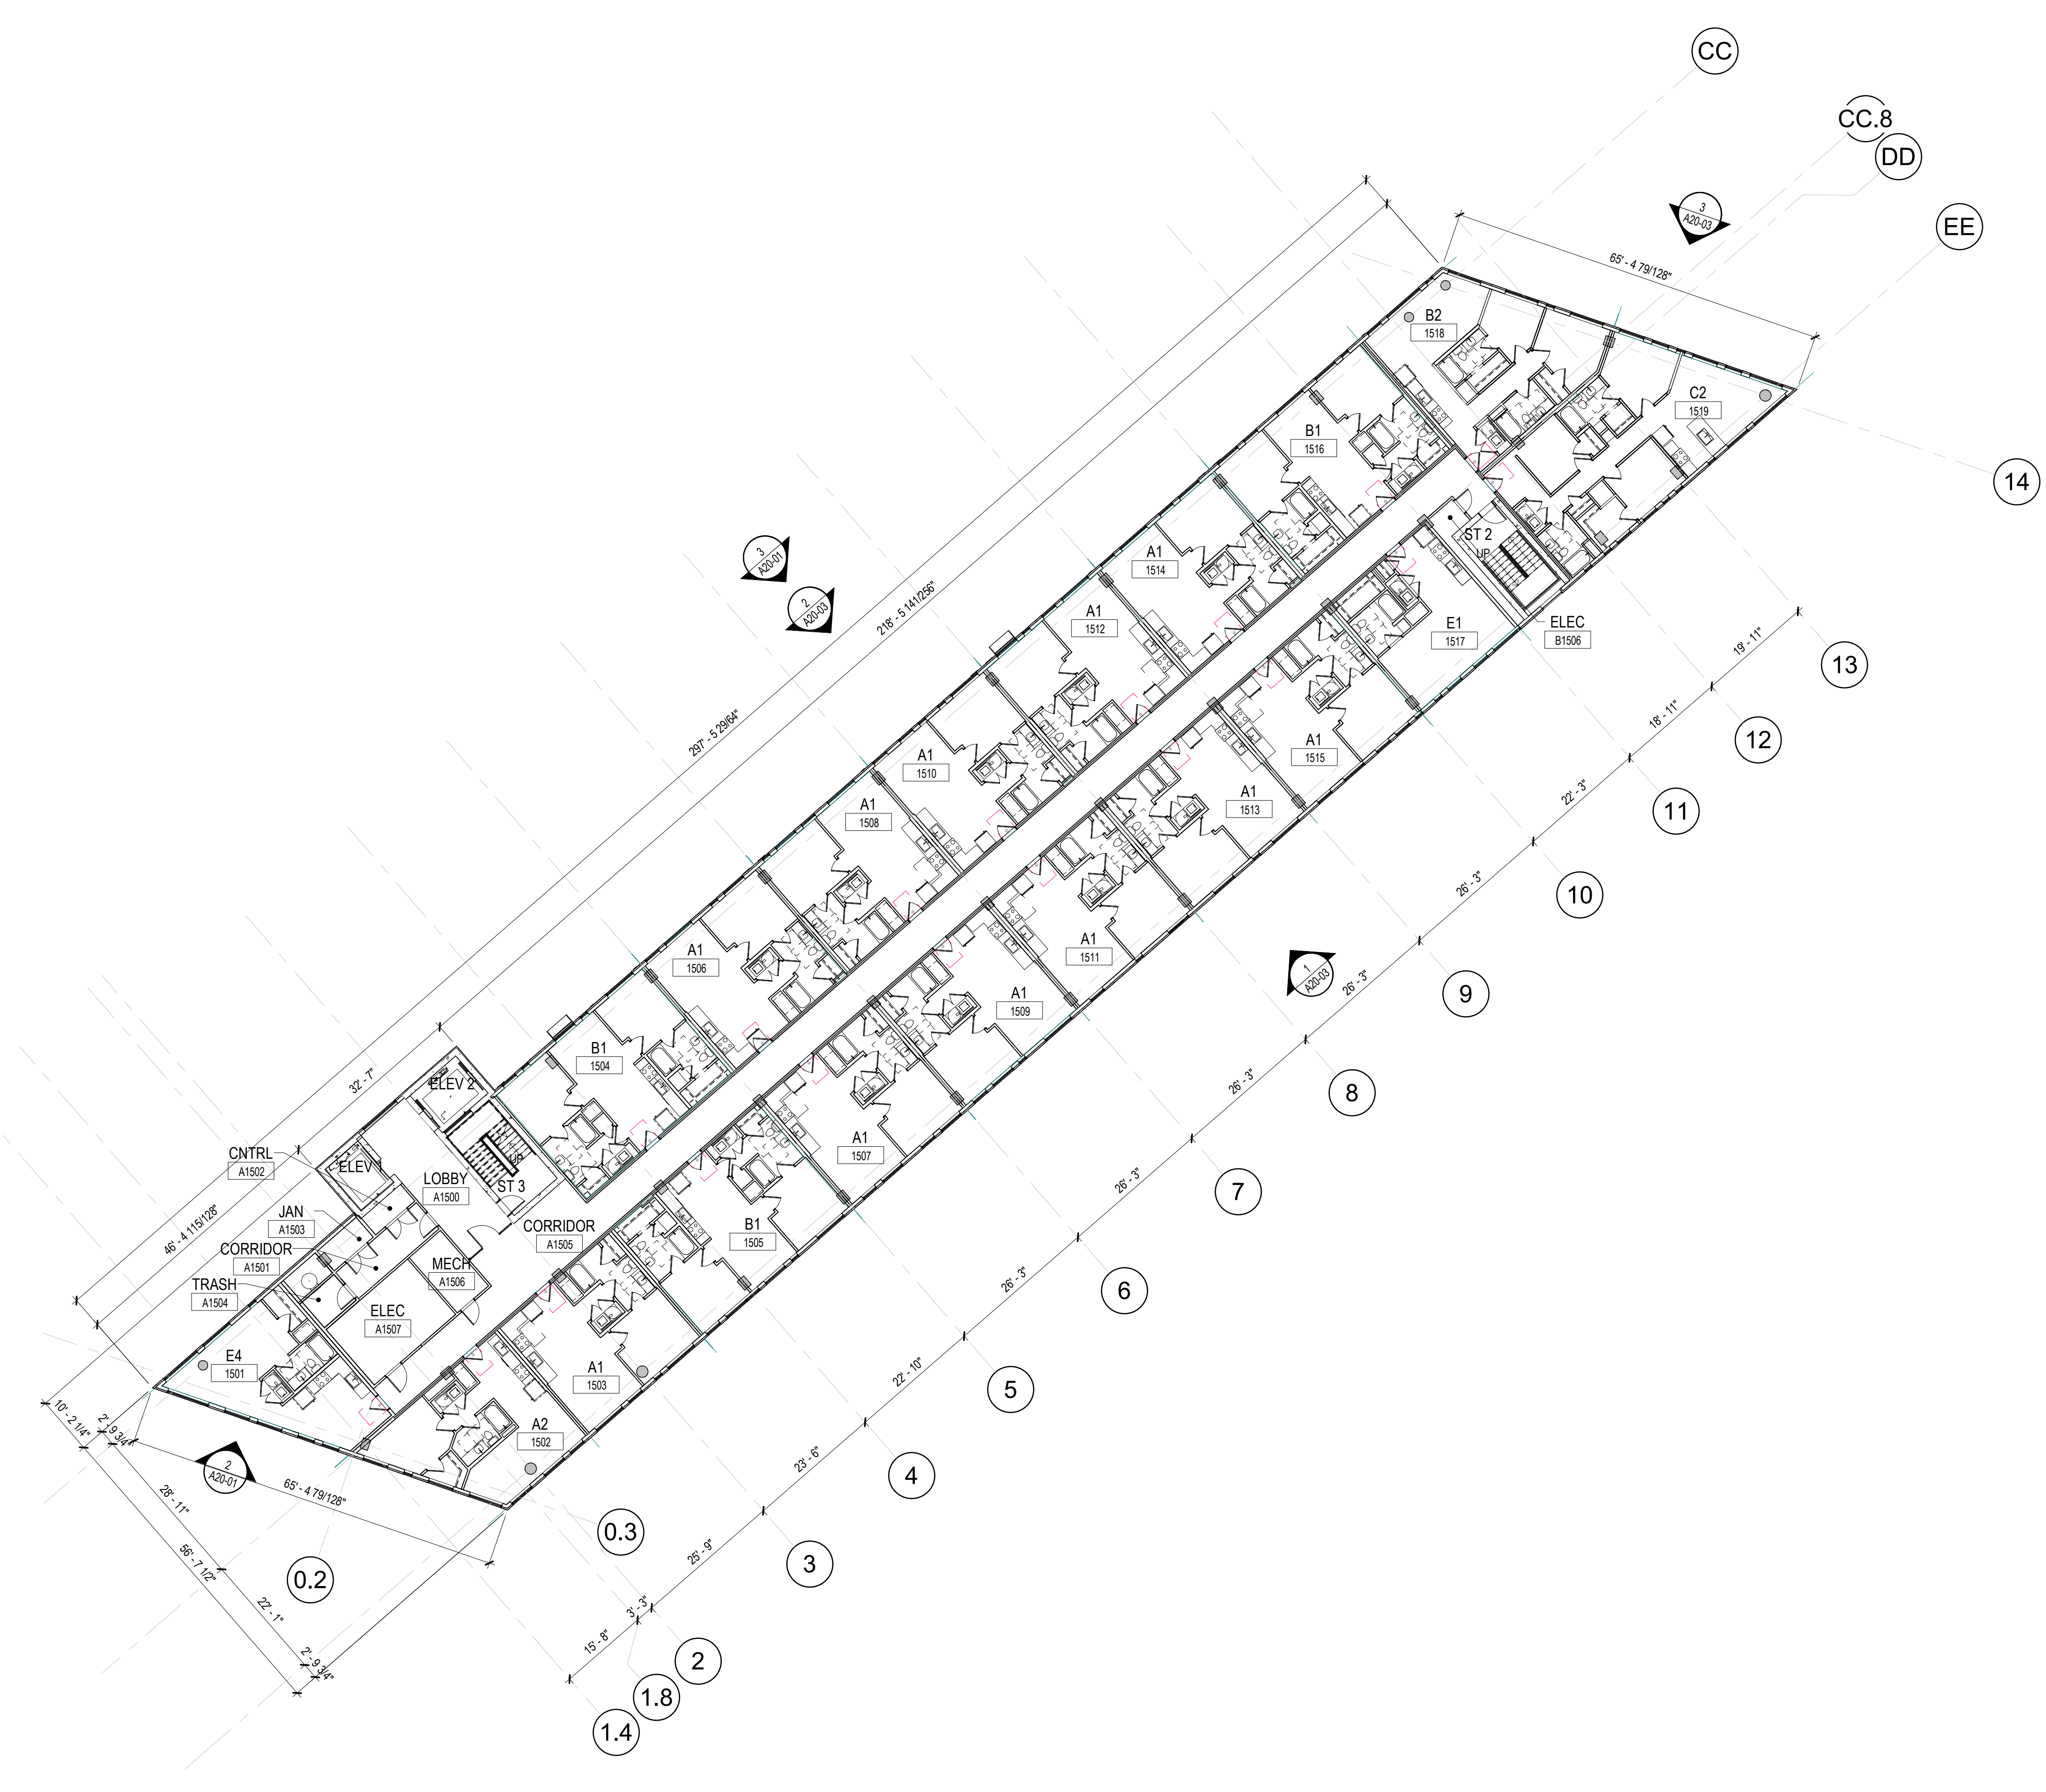 CC
CC.8
DD
EE
3
A20-03
65' - 4 79/128"
B2
1518
C2
1519
14
B1
1516
3
A20-01
2
A20-03
218' - 5 141/256"
297' - 5 29/64"
A1
1514
ST 2
UP
A1
1512
E1
1517
ELEC
B1506
19' - 11"
13
18' - 11"
12
A1
1510
A1
1515
22' - 3"
11
A1
1508
A1
1513
26' - 3"
10
A1
1506
A1
1511
1
A20-03
26' - 3"
9
A1
1509
26' - 3"
8
B1
1504
32' - 7"
ELEV 2
CNTRL
A1502
ELEV 1
LOBBY
A1500
UP
ST 3
A1
1507
26' - 3"
7
JAN
A1503
46' - 4 115/128"
CORRIDOR
A1501
CORRIDOR
A1505
B1
1505
26' - 3"
6
TRASH
A1504
MECH
A1506
ELEC
A1507
22' - 10"
5
E4
1501
A1
1503
23' - 6"
4
A2
1502
10' - 2 1/4"
2' - 9 3/4"
2
A20-01
65' - 4 79/128"
28' - 11"
56' - 7 1/2"
22' - 1"
2' - 9 3/4"
0.3
0.2
25' - 9"
3
3' - 3"
15' - 8"
2
1.8
1.4